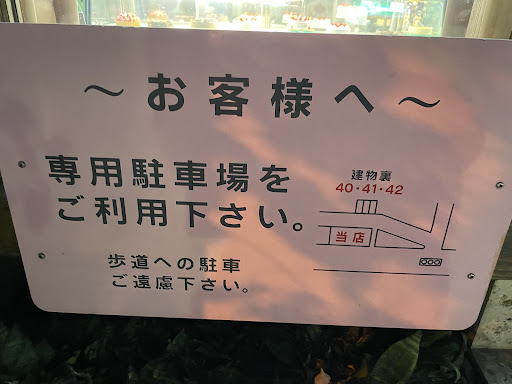 ～お客様へ～
専用駐車場を
ご利用下さい。
歩道への駐車
ご遠慮下さい。
建物裏
40・41・42
当店